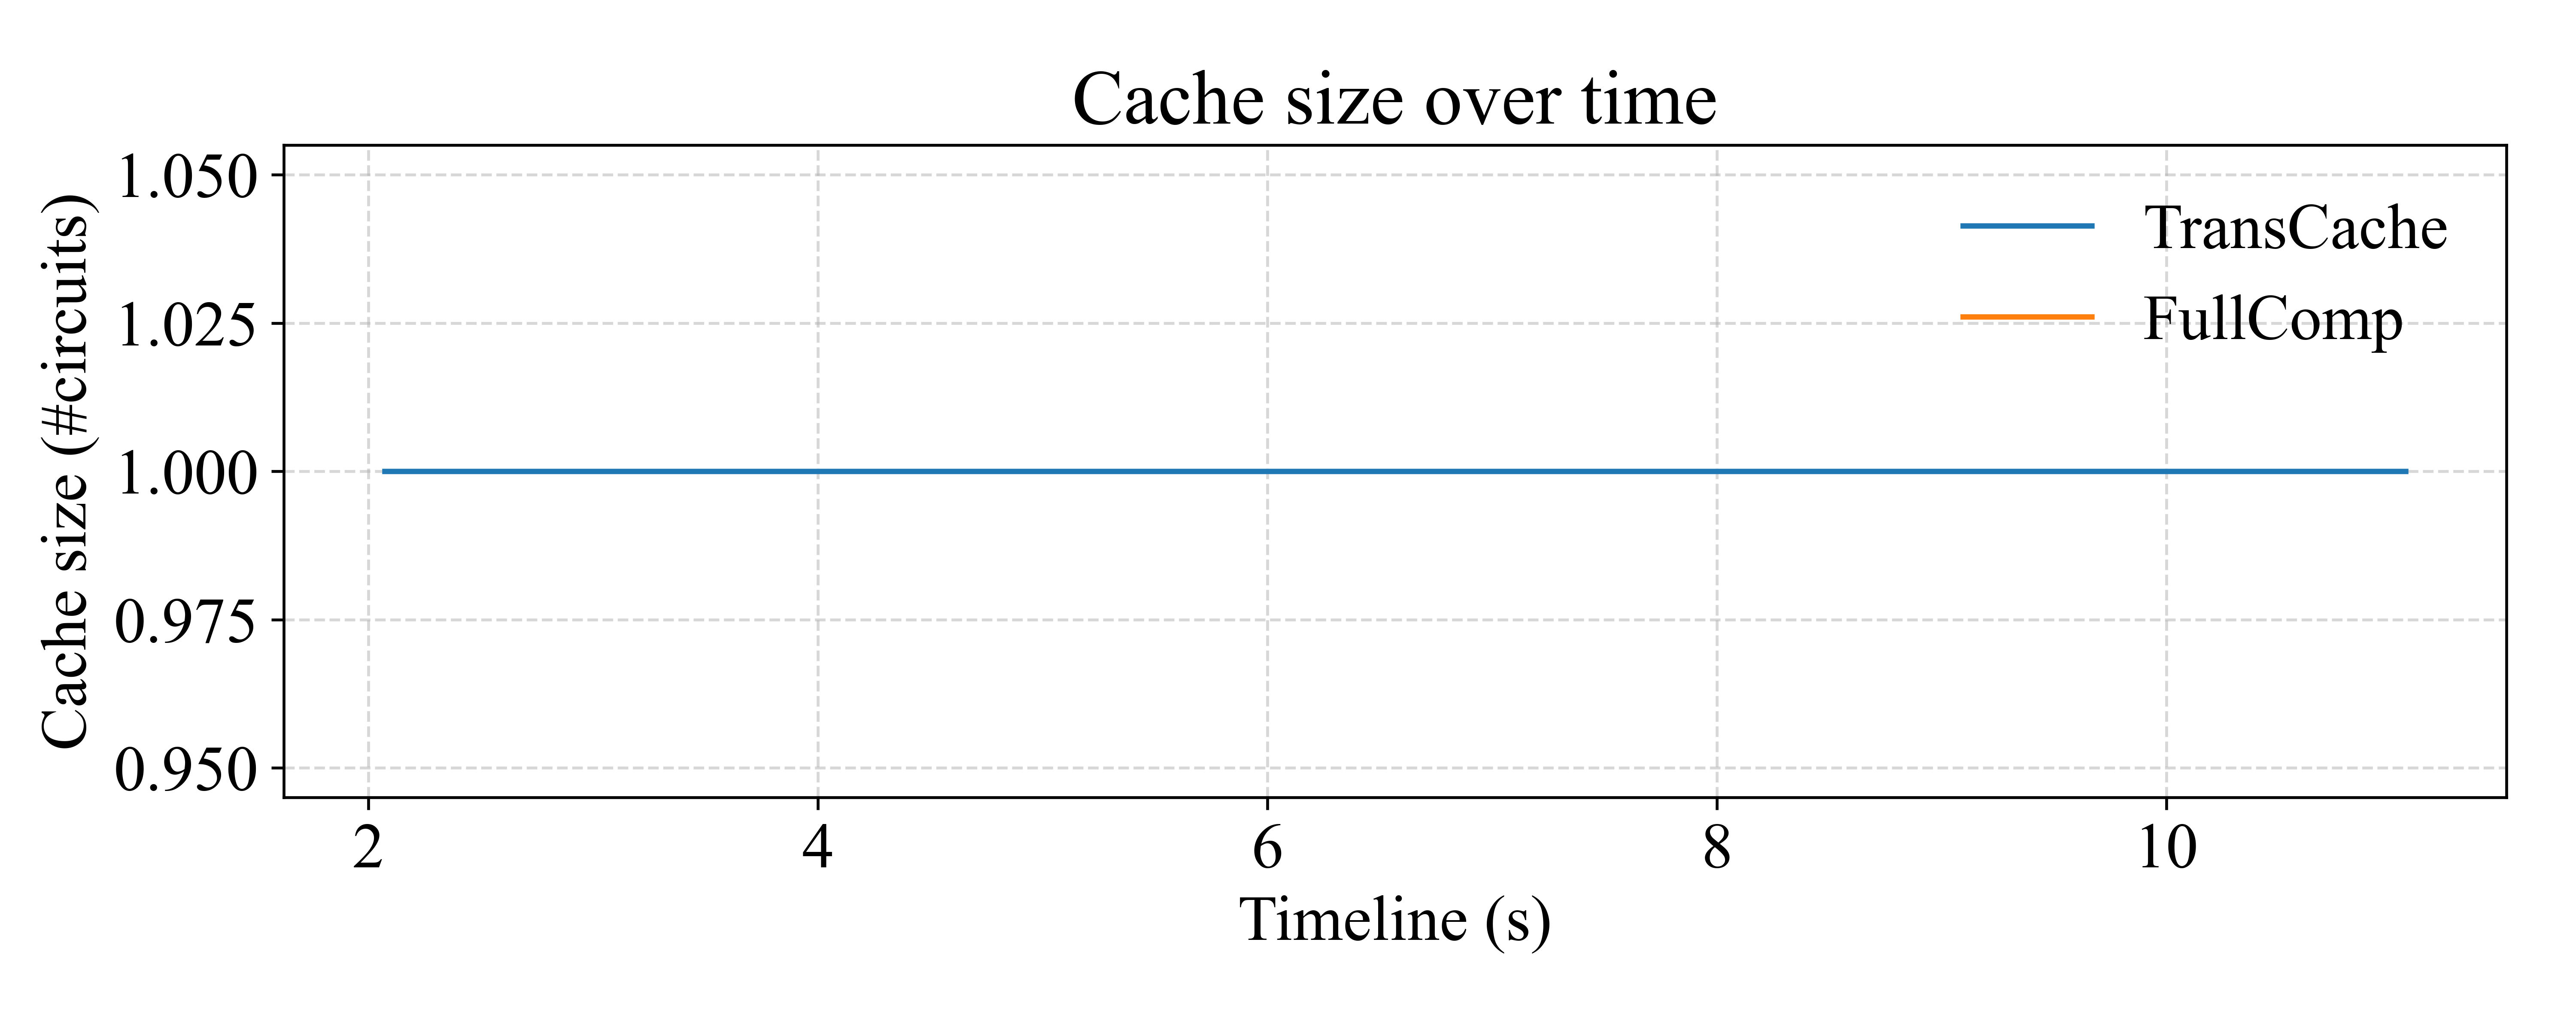 Cache size over time
Cache size (#circuits)
1.050
1.025
1.000
0.975
0.950
TransCache
FullComp
2 4 6 8 10
Timeline (s)